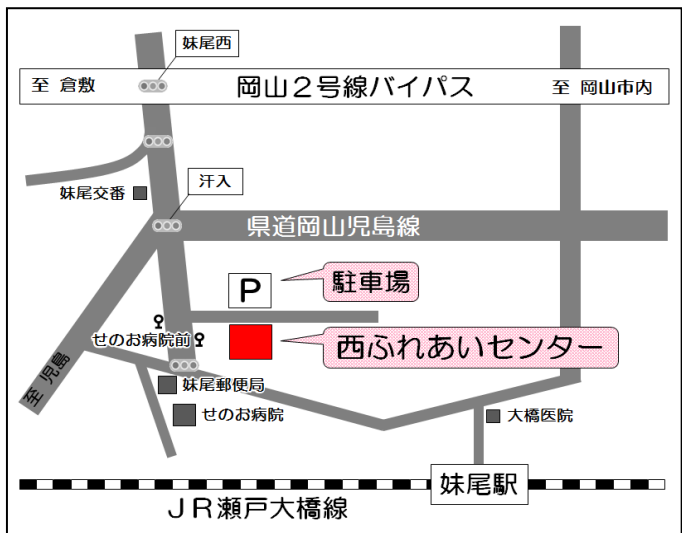 妹尾西
至 倉敷
岡山2号線バイパス
至 岡山市内
妹尾交番
汗入
県道岡山児島線
P
駐車場
せのお病院前
西ふれあいセンター
至 児島
妹尾郵便局
せのお病院
大橋医院
妹尾駅
JR瀬戸大橋線